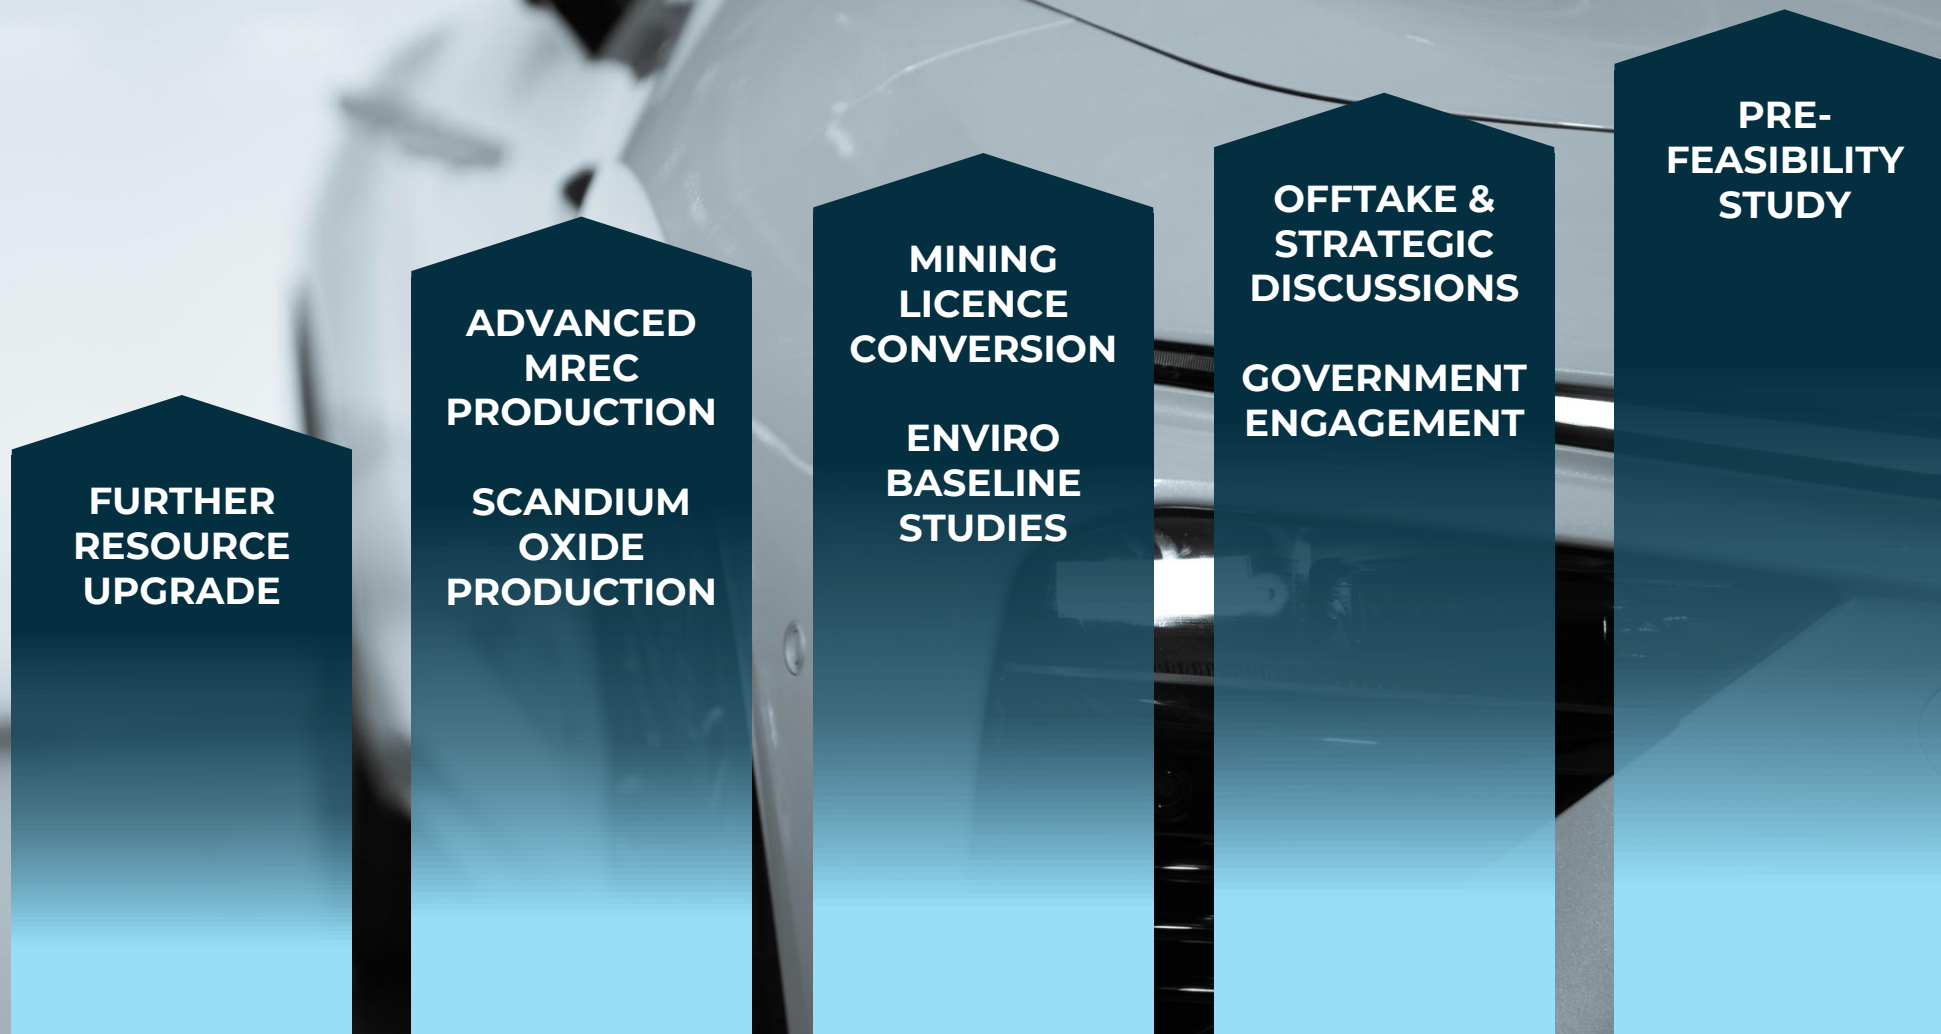 FURTHER
RESOURCE
UPGRADE
ADVANCED
MREC
PRODUCTION
SCANDIUM
OXIDE
PRODUCTION
MINING
LICENCE
CONVERSION
ENVIRO
BASELINE
STUDIES
OFFTAKE &
STRATEGIC
DISCUSSIONS
GOVERNMENT
ENGAGEMENT
PRE-
FEASIBILITY
STUDY